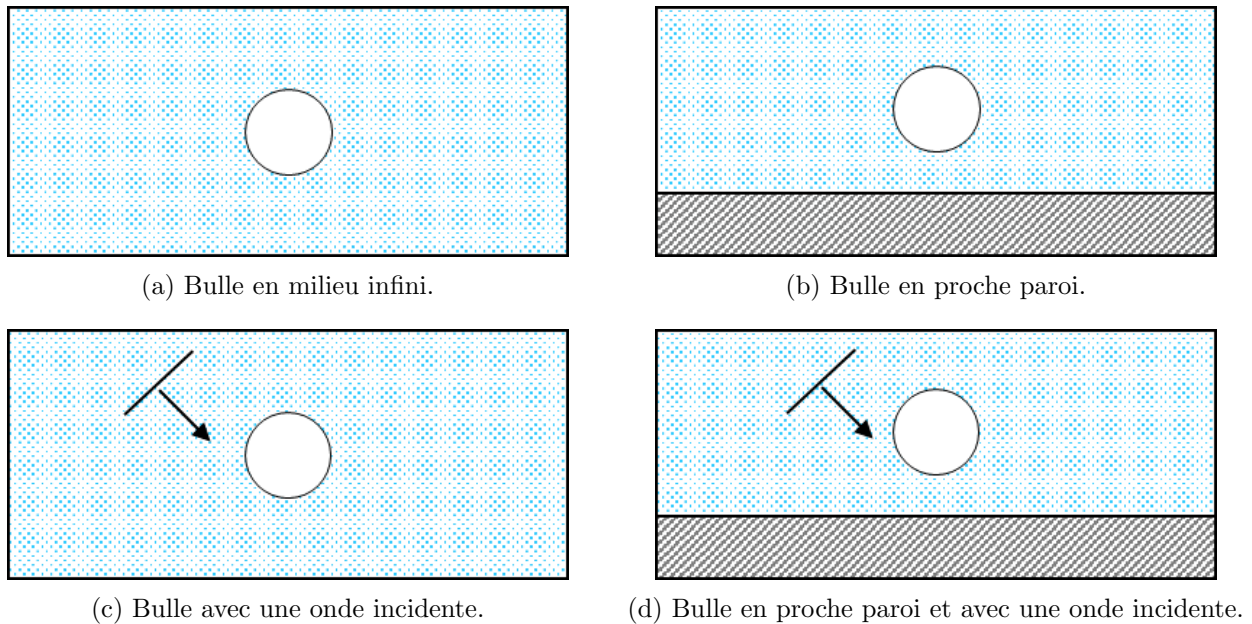 (a) Bulle en milieu infini.
(b) Bulle en proche paroi.
(c) Bulle avec une onde incidente.
(d) Bulle en proche paroi et avec une onde incidente.